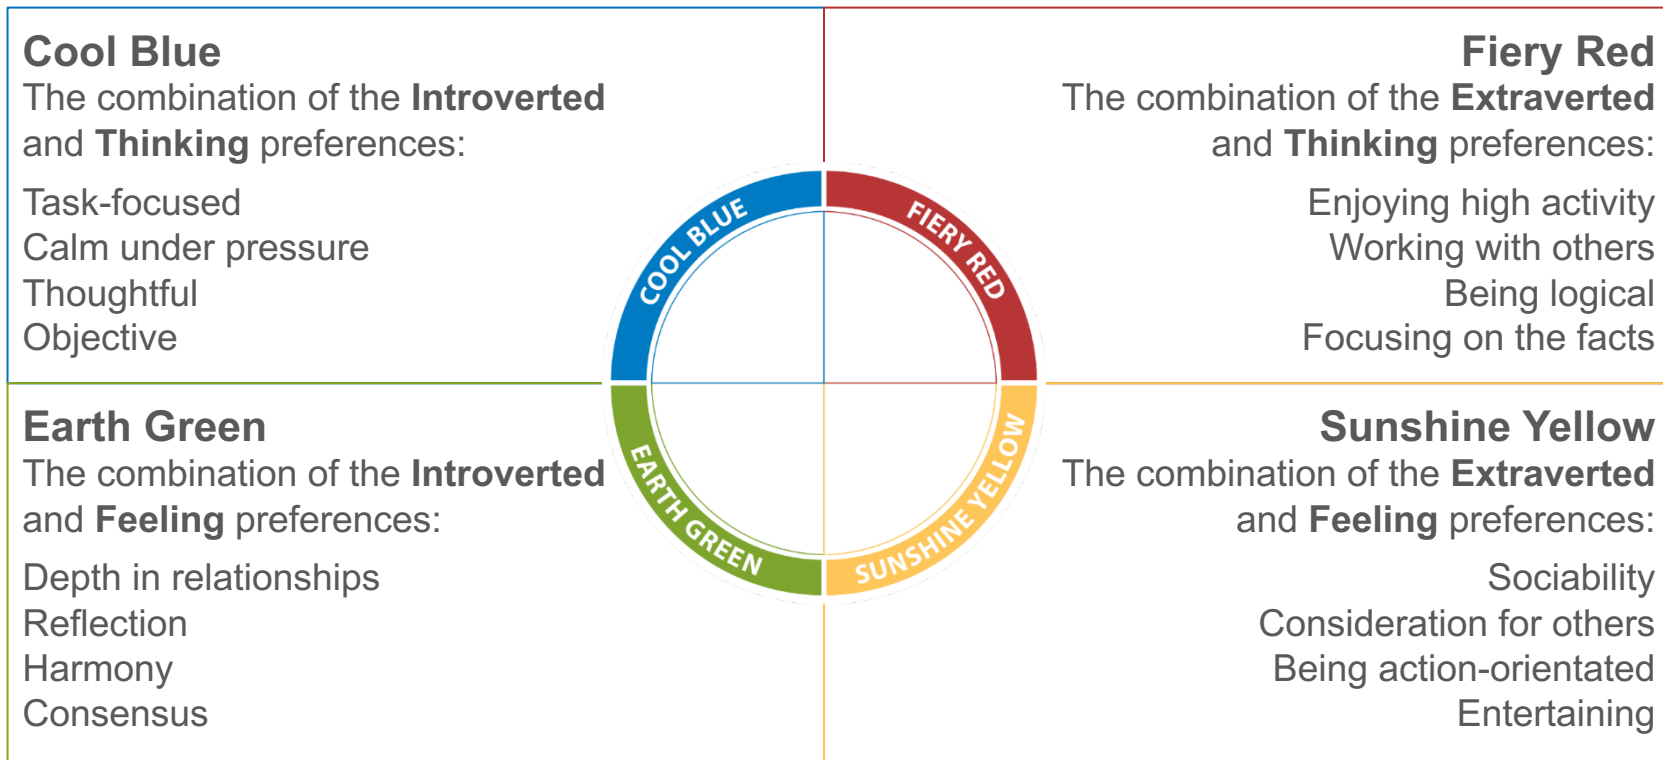 Cool Blue
The combination of the Introverted
and Thinking preferences:
Task-focused
Calm under pressure
Thoughtful
Objective
Fiery Red
The combination of the Extraverted
and Thinking preferences:
Enjoying high activity
Working with others
Being logical
Focusing on the facts
COOL BLUE
FIERY RED
EARTH GREEN
SUNSHINE YELLOW
Earth Green
The combination of the Introverted
and Feeling preferences:
Depth in relationships
Reflection
Harmony
Consensus
Sunshine Yellow
The combination of the Extraverted
and Feeling preferences:
Sociability
Consideration for others
Being action-orientated
Entertaining